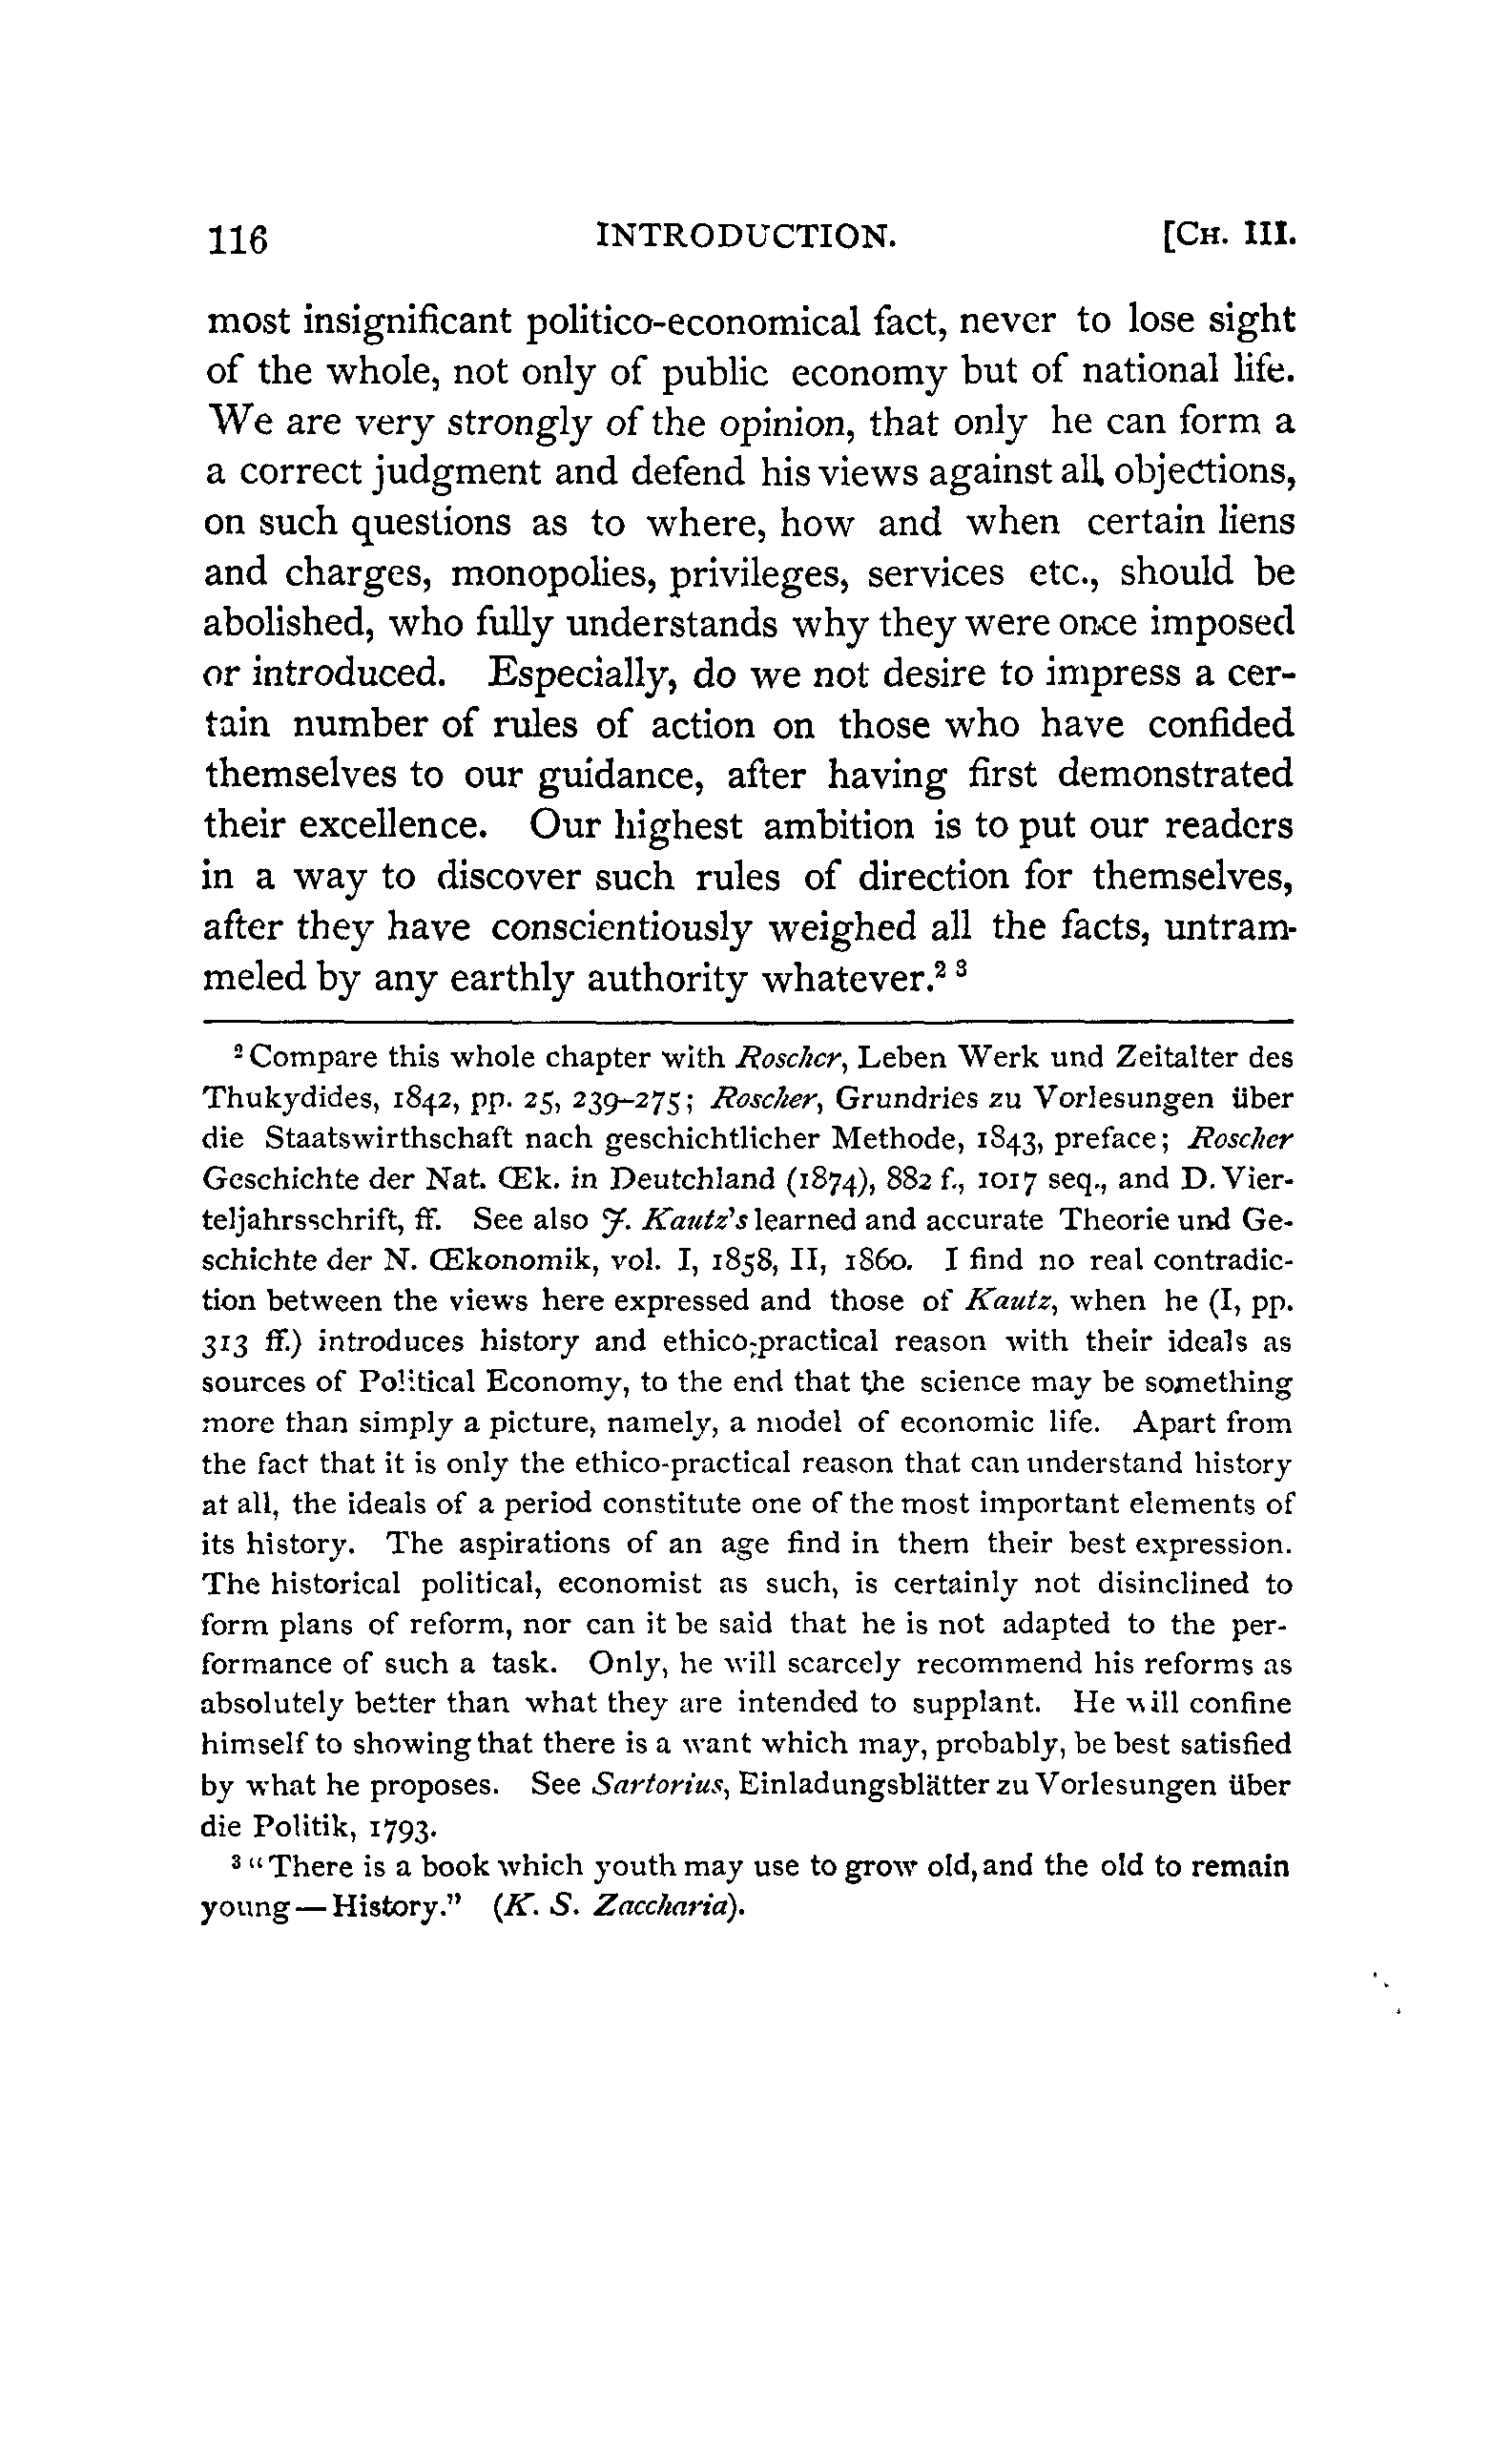 116 INTRODUCTION. [CH. III.
most insignificant politico-economical fact, never to lose sight
of the whole, not only of public economy but of national life.
We are very strongly of the opinion, that only he can form a
a correct judgment and defend his views against all objections,
on such questions as to where, how and when certain liens
and charges, monopolies, privileges, services etc., should be
abolished, who fully understands why they were once imposed
or introduced. Especially, do we not desire to impress a cer-
tain number of rules of action on those who have confided
themselves to our guidance, after having first demonstrated
their excellence. Our highest ambition is to put our readers
in a way to discover such rules of direction for themselves,
after they have conscientiously weighed all the facts, untram-
meled by any earthly authority whatever.² ³
² Compare this whole chapter with Roscher, Leben Werk und Zeitalter des
Thukydides, 1842, pp. 25, 239–275; Roscher, Grundries zu Vorlesungen über
die Staatswirthschaft nach geschichtlicher Methode, 1843, preface; Roscher
Geschichte der Nat. Œk. in Deutchland (1874), 882 f., 1017 seq., and D. Vier-
teljahrsschrift, ff. See also J. Kautz's learned and accurate Theorie und Ge-
schichte der N. Œkonomik, vol. I, 1858, II, 1860. I find no real contradic-
tion between the views here expressed and those of Kautz, when he (I, pp.
313 ff.) introduces history and ethico-practical reason with their ideals as
sources of Political Economy, to the end that the science may be something
more than simply a picture, namely, a model of economic life. Apart from
the fact that it is only the ethico-practical reason that can understand history
at all, the ideals of a period constitute one of the most important elements of
its history. The aspirations of an age find in them their best expression.
The historical political, economist as such, is certainly not disinclined to
form plans of reform, nor can it be said that he is not adapted to the per-
formance of such a task. Only, he will scarcely recommend his reforms as
absolutely better than what they are intended to supplant. He will confine
himself to showing that there is a want which may, probably, be best satisfied
by what he proposes. See Sartorius, Einladungsblätter zu Vorlesungen über
die Politik, 1793.
³ "There is a book which youth may use to grow old, and the old to remain
young—History." (K. S. Zaccharia).